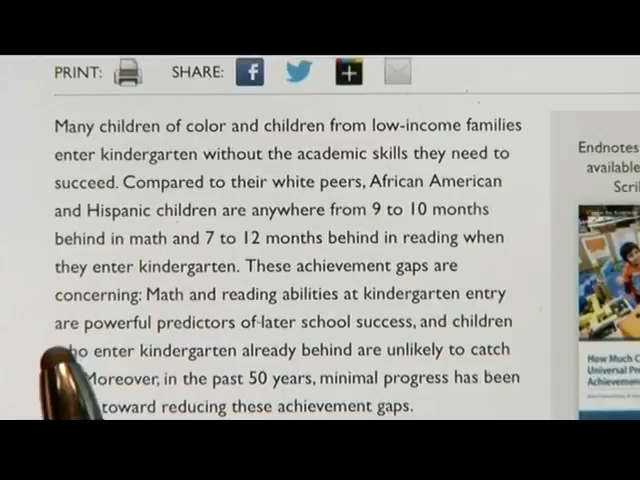 PRINT: SHARE:
Many children of color and children from low-income families
enter kindergarten without the academic skills they need to
succeed. Compared to their white peers, African American
and Hispanic children are anywhere from 9 to 10 months
behind in math and 7 to 12 months behind in reading when
they enter kindergarten. These achievement gaps are
concerning: Math and reading abilities at kindergarten entry
are powerful predictors of later school success, and children
who enter kindergarten already behind are unlikely to catch
Moreover, in the past 50 years, minimal progress has been
toward reducing these achievement gaps.
Endnotes
available
Scri
How Much C
Universal Pre
Achievement